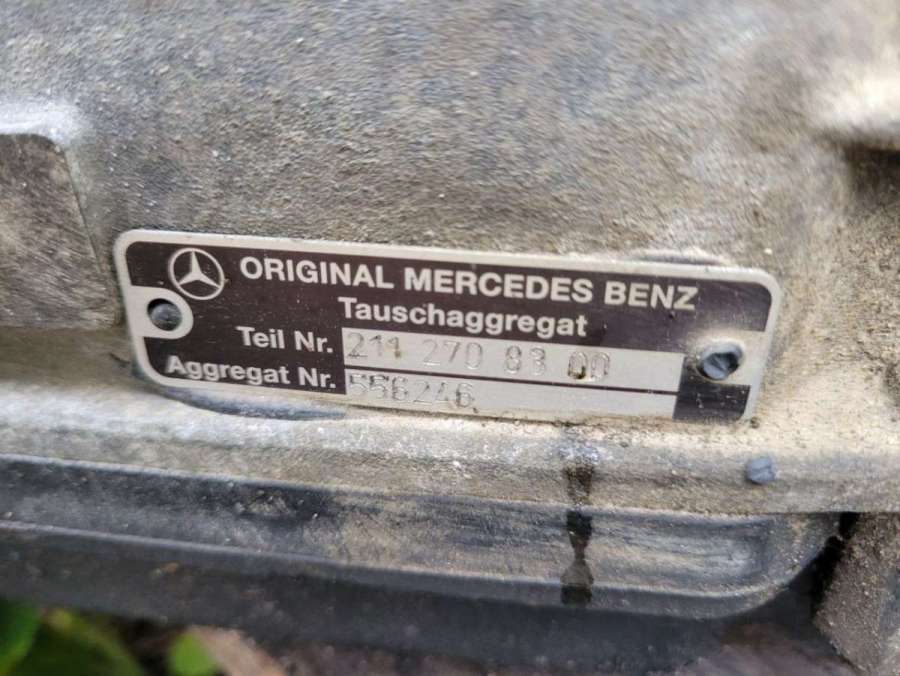 ORIGINAL MERCEDES BENZ
Tauschaggregat
Teil Nr. 211 270 83 00
Aggregat Nr. 556246